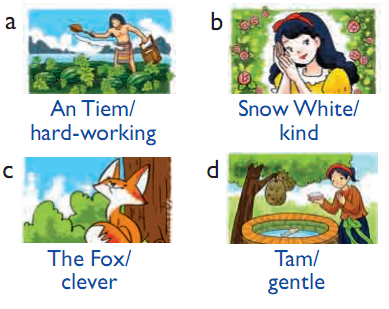 a
b
An Tiem/
hard-working
Snow White/
kind
c
d
The Fox/
clever
Tam/
gentle